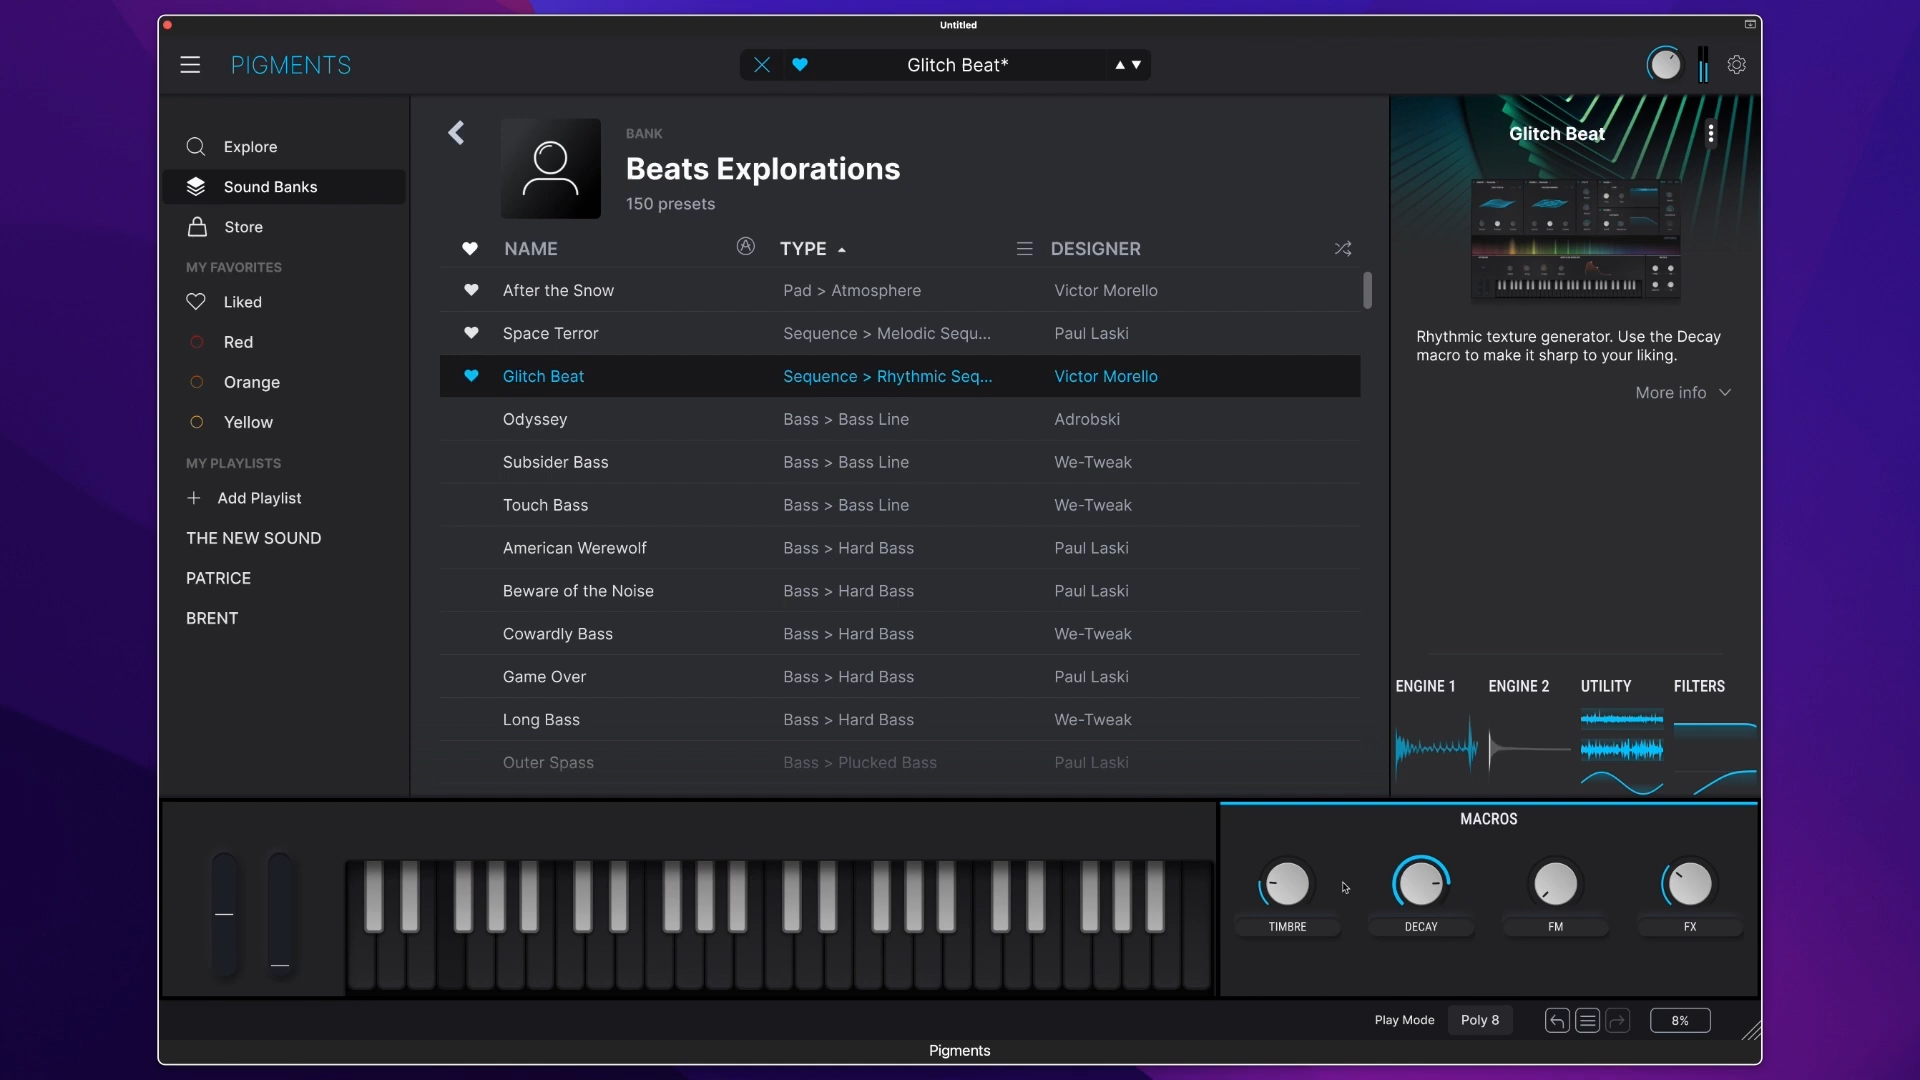 Untitled
PIGMENTS
Glitch Beat*
Explore
Sound Banks
Store
MY FAVORITES
Liked
Red
Orange
Yellow
MY PLAYLISTS
Add Playlist
THE NEW SOUND
PATRICE
BRENT
BANK
Beats Explorations
150 presets
NAME TYPE DESIGNER
After the Snow Pad > Atmosphere Victor Morello
Space Terror Sequence > Melodic Sequ... Paul Laski
Glitch Beat Sequence > Rhythmic Seq... Victor Morello
Odyssey Bass > Bass Line Adrobski
Subsider Bass Bass > Bass Line We-Tweak
Touch Bass Bass > Bass Line We-Tweak
American Werewolf Bass > Hard Bass Paul Laski
Beware of the Noise Bass > Hard Bass Paul Laski
Cowardly Bass Bass > Hard Bass We-Tweak
Game Over Bass > Hard Bass Paul Laski
Long Bass Bass > Hard Bass We-Tweak
Outer Spass Bass > Plucked Bass Paul Laski
Glitch Beat
Rhythmic texture generator. Use the Decay
macro to make it sharp to your liking.
More info
ENGINE 1 ENGINE 2 UTILITY FILTERS
MACROS
TIMBRE DECAY FM FX
Play Mode Poly 8 8%
Pigments